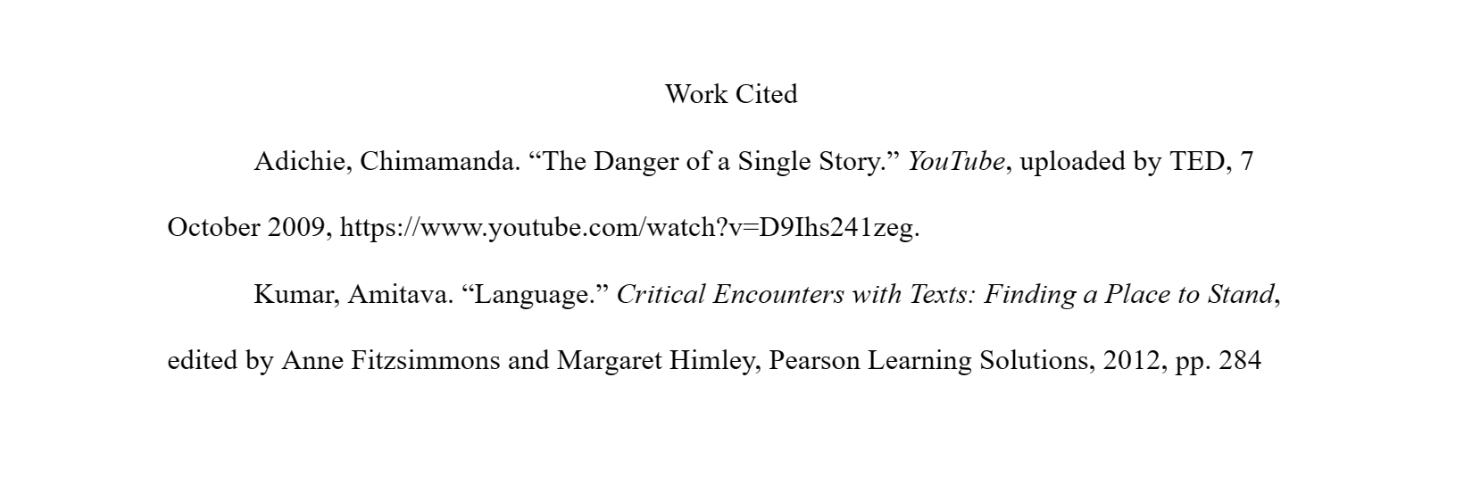 Work Cited
Adichie, Chimamanda. “The Danger of a Single Story.” YouTube, uploaded by TED, 7
October 2009, https://www.youtube.com/watch?v=D9Ihs241zeg.
Kumar, Amitava. “Language.” Critical Encounters with Texts: Finding a Place to Stand,
edited by Anne Fitzsimmons and Margaret Himley, Pearson Learning Solutions, 2012, pp. 284